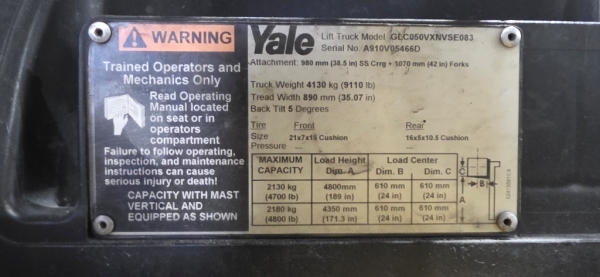 WARNING
Trained Operators and
Mechanics Only
Read Operating
Manual located
on seat or in
operators
compartment
Failure to follow operating,
inspection, and maintenance
instructions can cause
serious injury or death!
CAPACITY WITH MAST
VERTICAL AND
EQUIPPED AS SHOWN
Yale
Lift Truck Model GLC050VXNVSE083
Serial No. A910V05466D
Attachment: 980 mm (38.5 in) SS Crrg + 1070 mm (42 in) Forks
Truck Weight 4130 kg (9110 lb)
Tread Width 890 mm (35.07 in)
Back Tilt 5 Degrees
Tire Front Rear
Size 21x7x15 Cushion 16x5x10.5 Cushion
Pressure --- ---
MAXIMUM CAPACITY Load Height Dim. A Load Center Dim. B Dim. C
2130 kg (4700 lb) 4800mm (189 in) 610 mm (24 in) 610 mm (24 in)
2180 kg (4800 lb) 4350 mm (171.3 in) 610 mm (24 in) 610 mm (24 in)
C
B
A